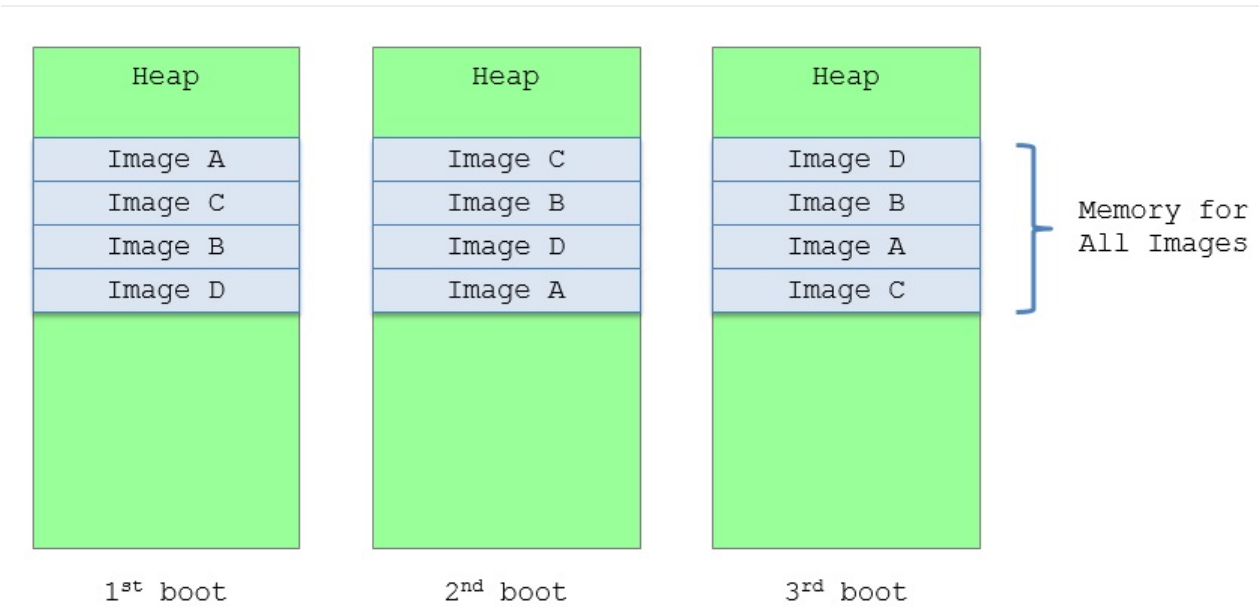 Heap
Image A
Image C
Image B
Image D
1st boot
Heap
Image C
Image B
Image D
Image A
2nd boot
Heap
Image D
Image B
Image A
Image C
3rd boot
Memory for
All Images